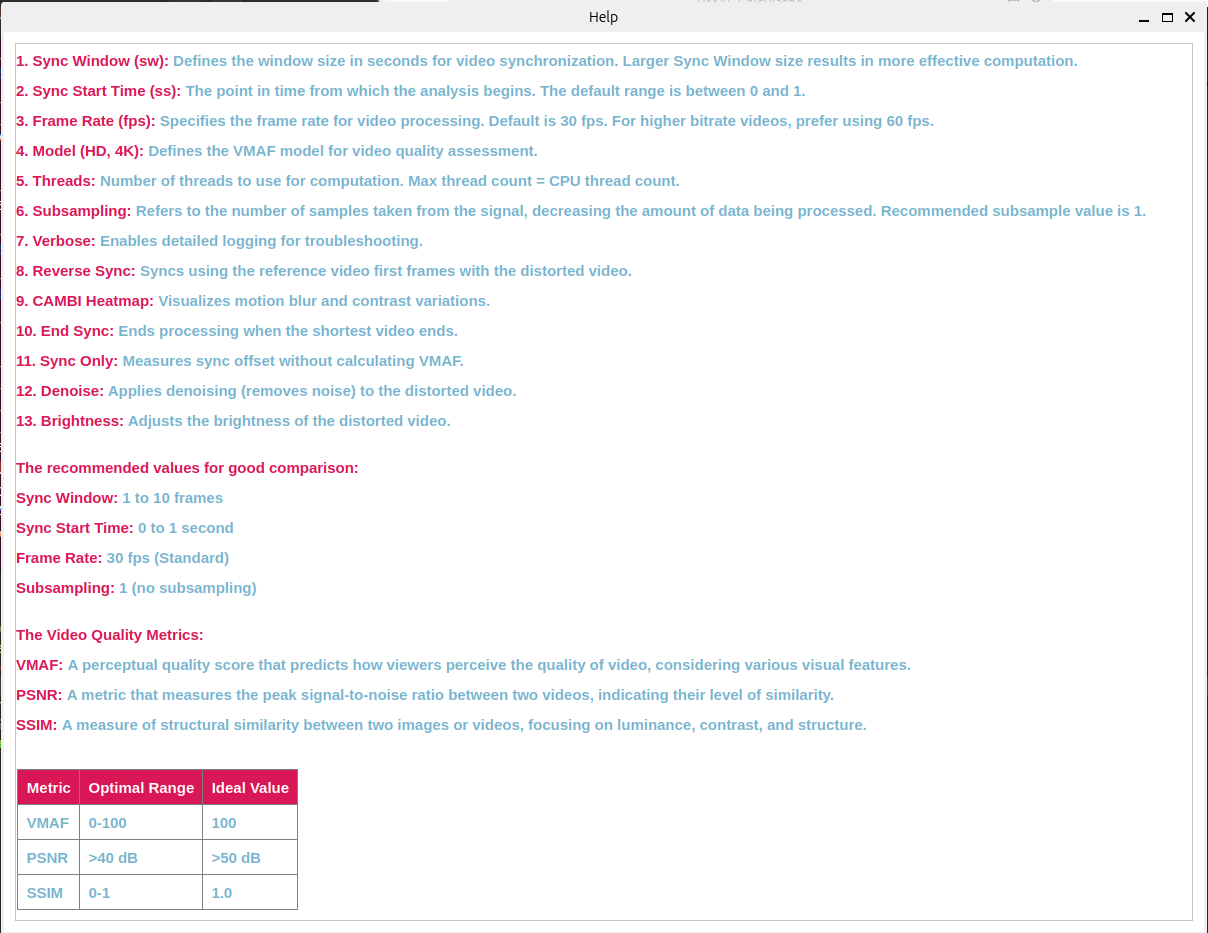 Help
1. Sync Window (sw): Defines the window size in seconds for video synchronization. Larger Sync Window size results in more effective computation.
2. Sync Start Time (ss): The point in time from which the analysis begins. The default range is between 0 and 1.
3. Frame Rate (fps): Specifies the frame rate for video processing. Default is 30 fps. For higher bitrate videos, prefer using 60 fps.
4. Model (HD, 4K): Defines the VMAF model for video quality assessment.
5. Threads: Number of threads to use for computation. Max thread count = CPU thread count.
6. Subsampling: Refers to the number of samples taken from the signal, decreasing the amount of data being processed. Recommended subsample value is 1.
7. Verbose: Enables detailed logging for troubleshooting.
8. Reverse Sync: Syncs using the reference video first frames with the distorted video.
9. CAMBI Heatmap: Visualizes motion blur and contrast variations.
10. End Sync: Ends processing when the shortest video ends.
11. Sync Only: Measures sync offset without calculating VMAF.
12. Denoise: Applies denoising (removes noise) to the distorted video.
13. Brightness: Adjusts the brightness of the distorted video.
The recommended values for good comparison:
Sync Window: 1 to 10 frames
Sync Start Time: 0 to 1 second
Frame Rate: 30 fps (Standard)
Subsampling: 1 (no subsampling)
The Video Quality Metrics:
VMAF: A perceptual quality score that predicts how viewers perceive the quality of video, considering various visual features.
PSNR: A metric that measures the peak signal-to-noise ratio between two videos, indicating their level of similarity.
SSIM: A measure of structural similarity between two images or videos, focusing on luminance, contrast, and structure.
Metric Optimal Range Ideal Value
VMAF 0-100 100
PSNR >40 dB >50 dB
SSIM 0-1 1.0